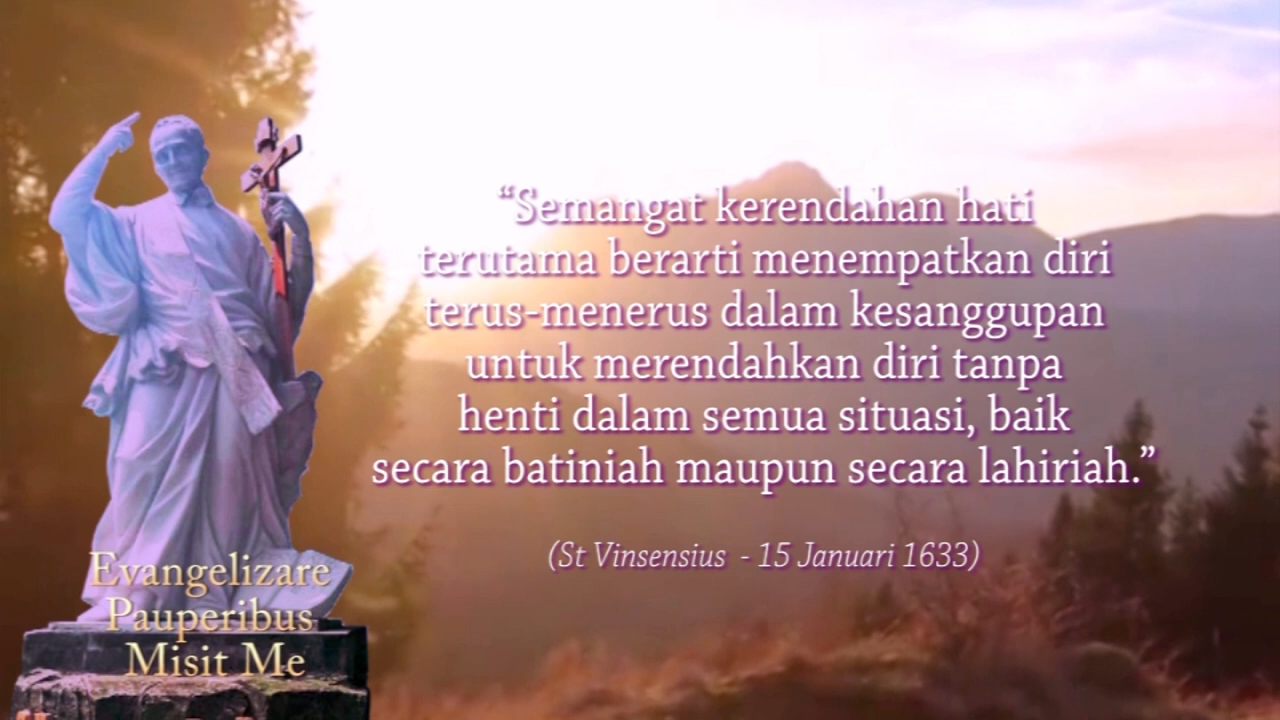 “Semangat kerendahan hati
terutama berarti menempatkan diri
terus-menerus dalam kesanggupan
untuk merendahkan diri tanpa
henti dalam semua situasi, baik
secara batiniah maupun secara lahiriah.”
(St Vinsensius - 15 Januari 1633)
Evangelizare
Pauperibus
Misit Me